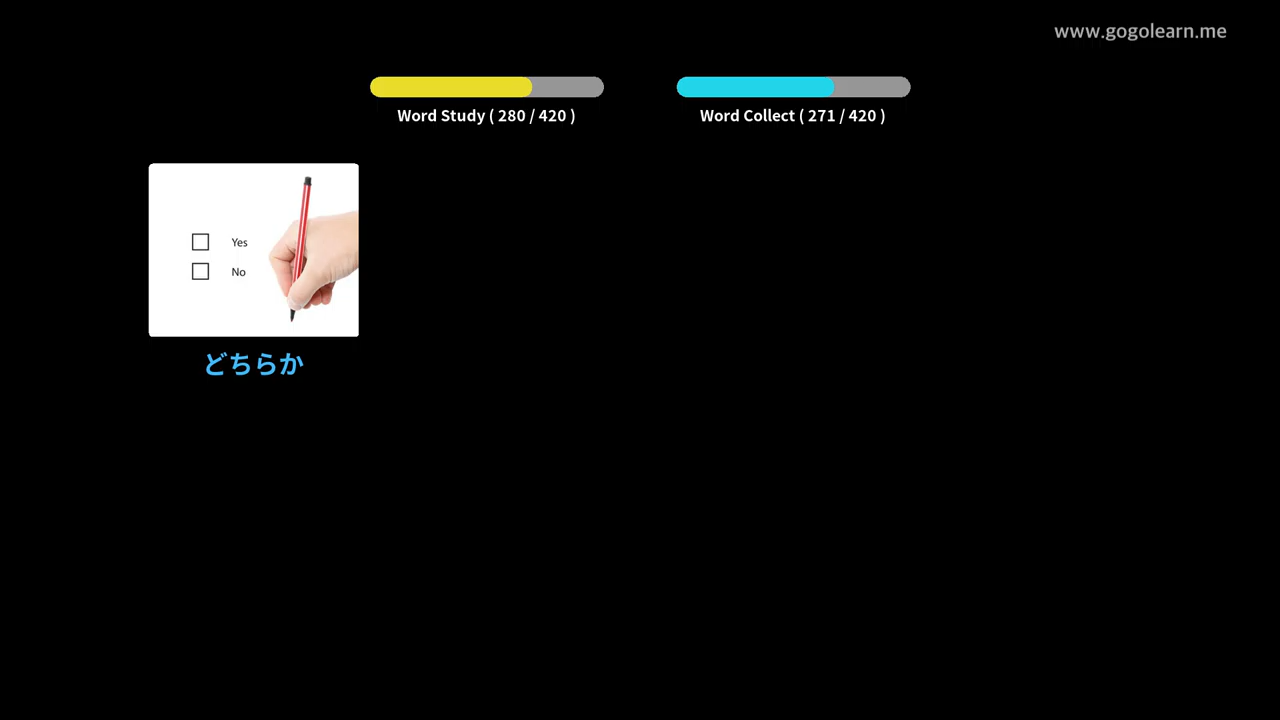 www.gogolearn.me
Word Study ( 280 / 420 )
Word Collect ( 271 / 420 )
Yes
No
どちらか